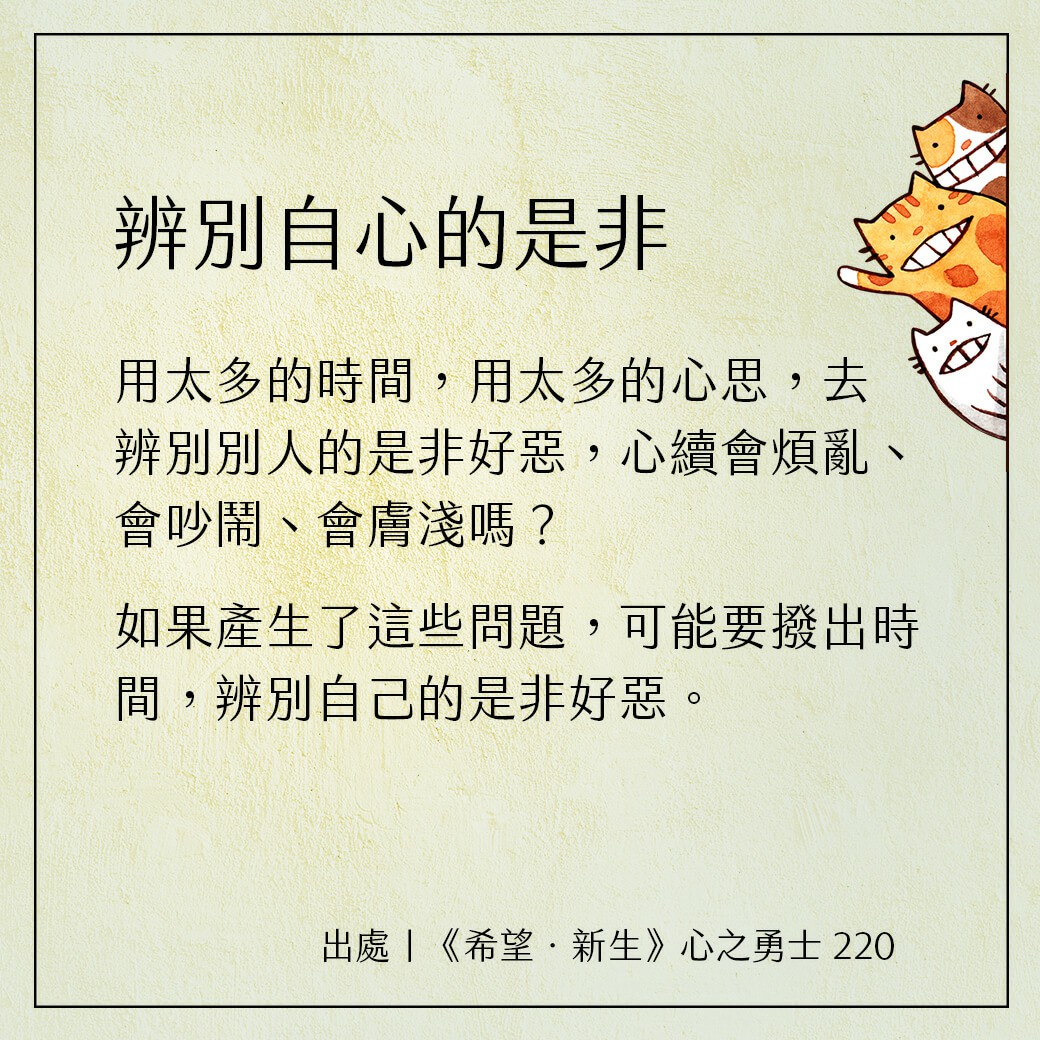 辨別自心的是非
用太多的時間，用太多的心思，去
辨別別人的是非好惡，心續會煩亂、
會吵鬧、會膚淺嗎？
如果產生了這些問題，可能要撥出時
間，辨別自己的是非好惡。
出處｜《希望．新生》心之勇士 220